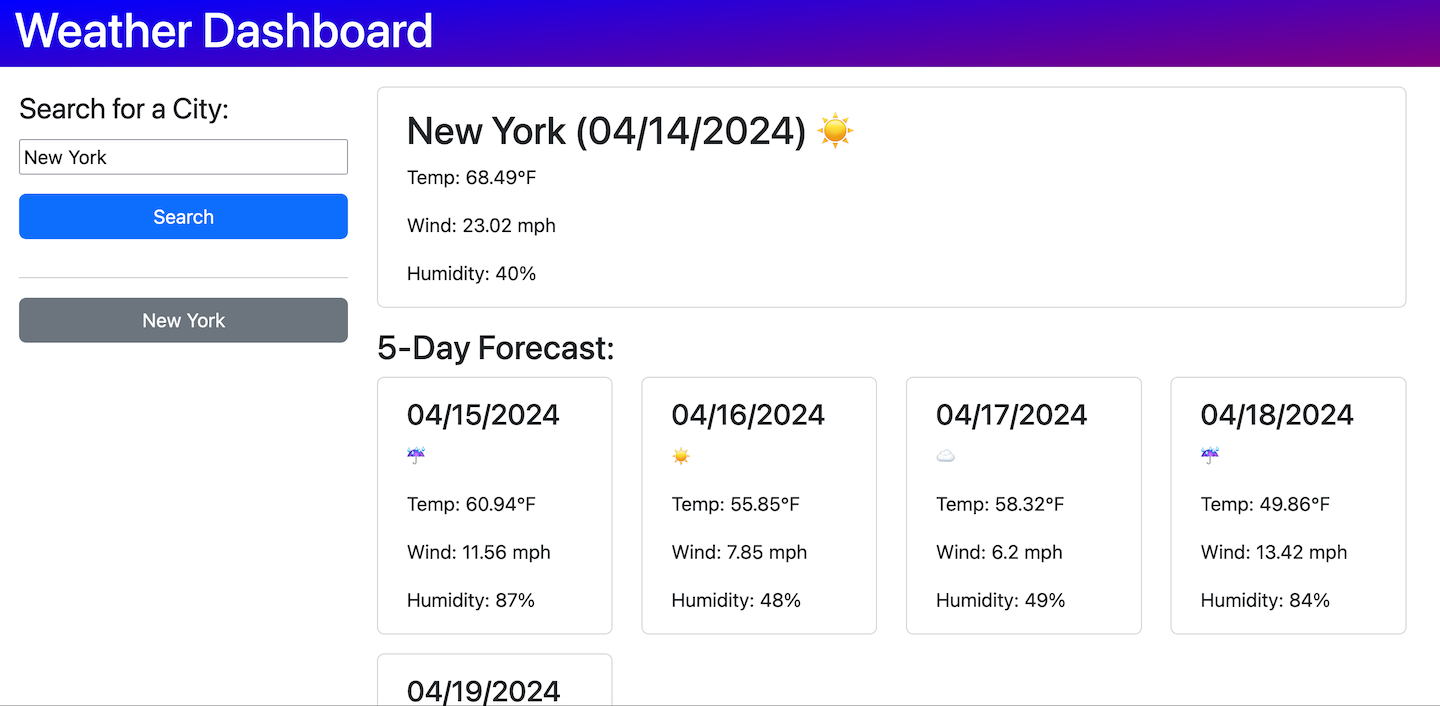 Weather Dashboard
Search for a City:
New York
Search
New York
New York (04/14/2024) ☀️
Temp: 68.49°F
Wind: 23.02 mph
Humidity: 40%
5-Day Forecast:
04/15/2024
☔
Temp: 60.94°F
Wind: 11.56 mph
Humidity: 87%
04/16/2024
☀️
Temp: 55.85°F
Wind: 7.85 mph
Humidity: 48%
04/17/2024
☁️
Temp: 58.32°F
Wind: 6.2 mph
Humidity: 49%
04/18/2024
☔
Temp: 49.86°F
Wind: 13.42 mph
Humidity: 84%
04/19/2024